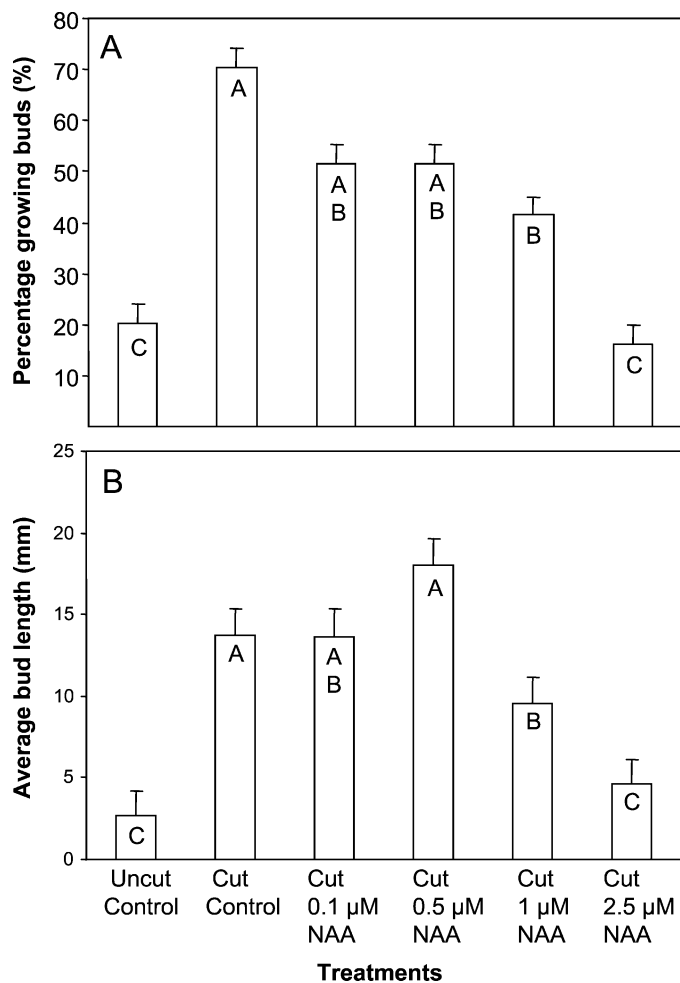 A
Percentage growing buds (%)
80
70
60
50
40
30
20
10
C
A
A
B
A
B
B
C
B
Average bud length (mm)
25
20
15
10
5
0
C
A
A
B
A
B
C
Uncut Cut Cut Cut Cut Cut
Control Control 0.1 µM 0.5 µM 1 µM 2.5 µM
NAA NAA NAA NAA
Treatments